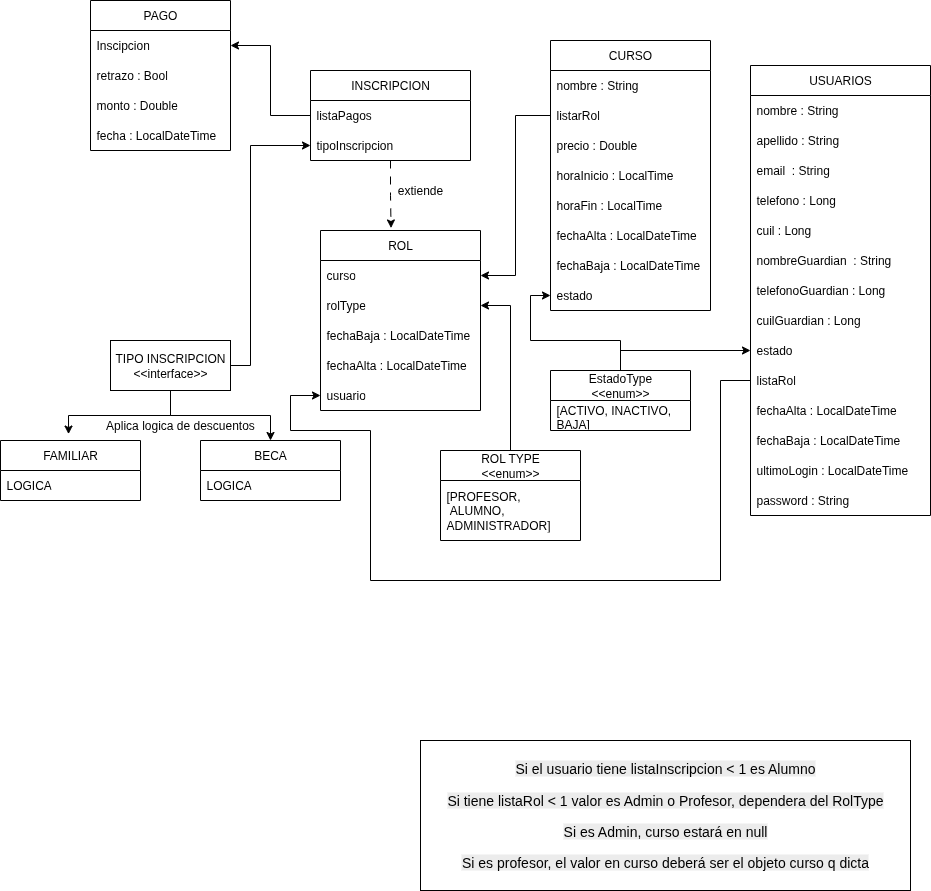 PAGO
Inscipcion
retrazo : Bool
monto : Double
fecha : LocalDateTime
INSCRIPCION
listaPagos
tipoInscripcion
extiende
CURSO
nombre : String
listarRol
precio : Double
horaInicio : LocalTime
horaFin : LocalTime
fechaAlta : LocalDateTime
fechaBaja : LocalDateTime
estado
USUARIOS
nombre : String
apellido : String
email : String
telefono : Long
cuil : Long
nombreGuardian : String
telefonoGuardian : Long
cuilGuardian : Long
estado
listaRol
fechaAlta : LocalDateTime
fechaBaja : LocalDateTime
ultimoLogin : LocalDateTime
password : String
ROL
curso
rolType
fechaBaja : LocalDateTime
fechaAlta : LocalDateTime
usuario
TIPO INSCRIPCION
<<interface>>
Aplica logica de descuentos
FAMILIAR
LOGICA
BECA
LOGICA
EstadoType
<<enum>>
[ACTIVO, INACTIVO,
BAJA]
ROL TYPE
<<enum>>
[PROFESOR,
ALUMNO,
ADMINISTRADOR]
Si el usuario tiene listaInscripcion < 1 es Alumno
Si tiene listaRol < 1 valor es Admin o Profesor, dependera del RolType
Si es Admin, curso estará en null
Si es profesor, el valor en curso deberá ser el objeto curso q dicta